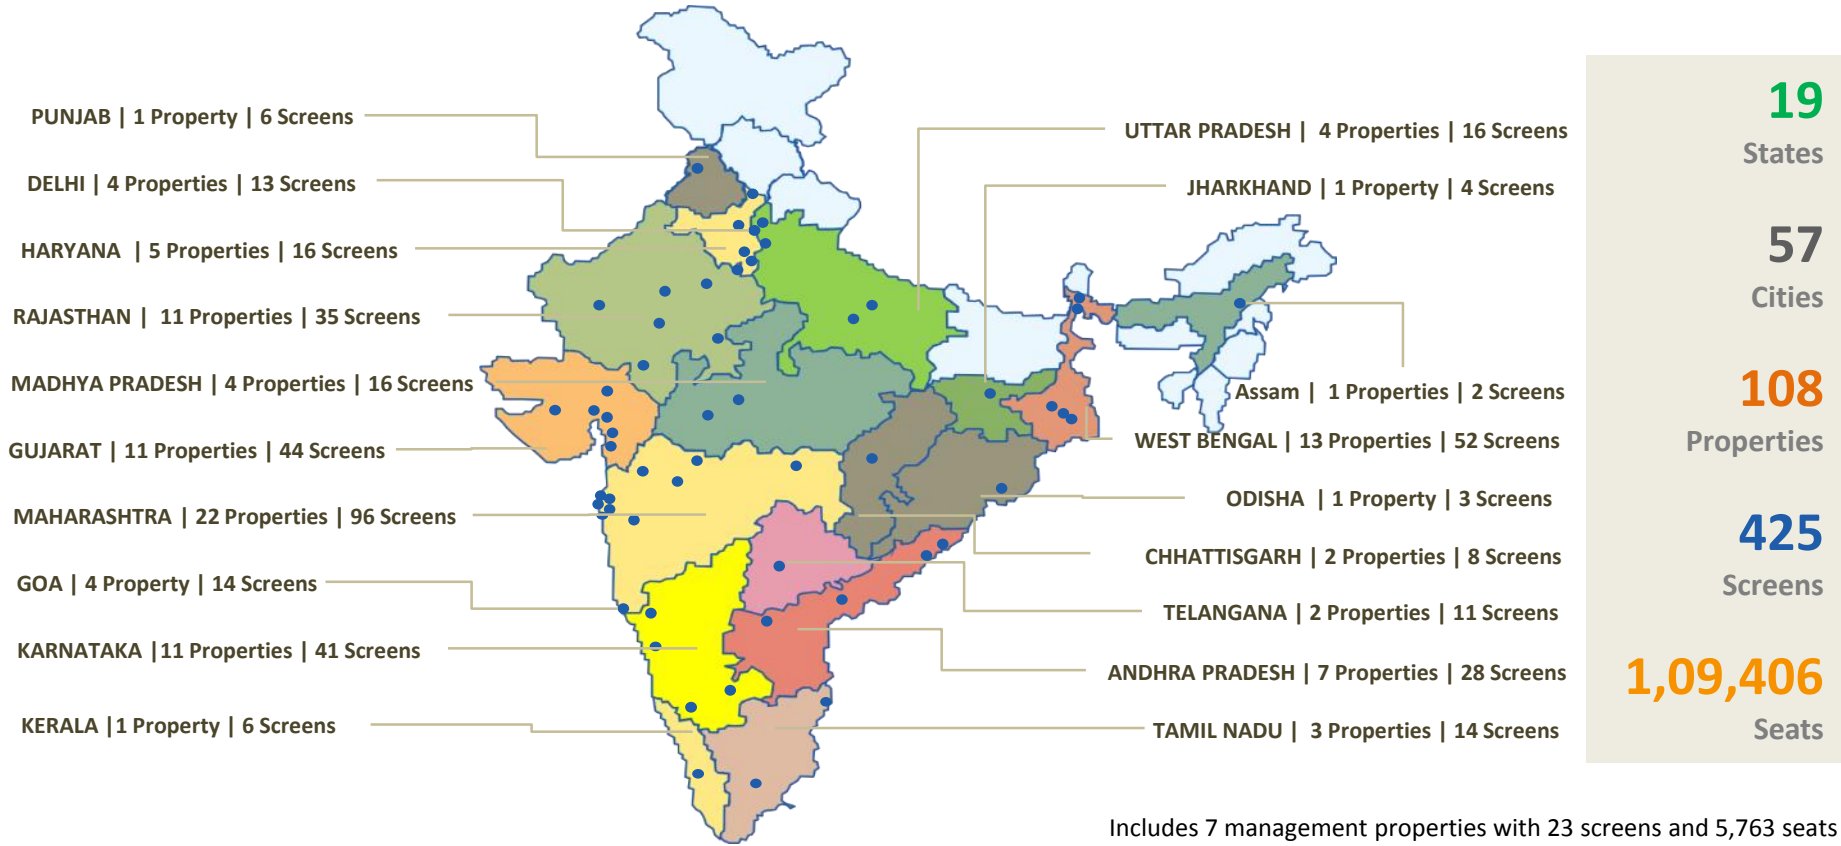 PUNJAB | 1 Property | 6 Screens
DELHI | 4 Properties | 13 Screens
HARYANA | 5 Properties | 16 Screens
RAJASTHAN | 11 Properties | 35 Screens
MADHYA PRADESH | 4 Properties | 16 Screens
GUJARAT | 11 Properties | 44 Screens
MAHARASHTRA | 22 Properties | 96 Screens
GOA | 4 Property | 14 Screens
KARNATAKA |11 Properties | 41 Screens
KERALA |1 Property | 6 Screens
UTTAR PRADESH | 4 Properties | 16 Screens
JHARKHAND | 1 Property | 4 Screens
Assam | 1 Properties | 2 Screens
WEST BENGAL | 13 Properties | 52 Screens
ODISHA | 1 Property | 3 Screens
CHHATTISGARH | 2 Properties | 8 Screens
TELANGANA | 2 Properties | 11 Screens
ANDHRA PRADESH | 7 Properties | 28 Screens
TAMIL NADU | 3 Properties | 14 Screens
19
States
57
Cities
108
Properties
425
Screens
1,09,406
Seats
Includes 7 management properties with 23 screens and 5,763 seats